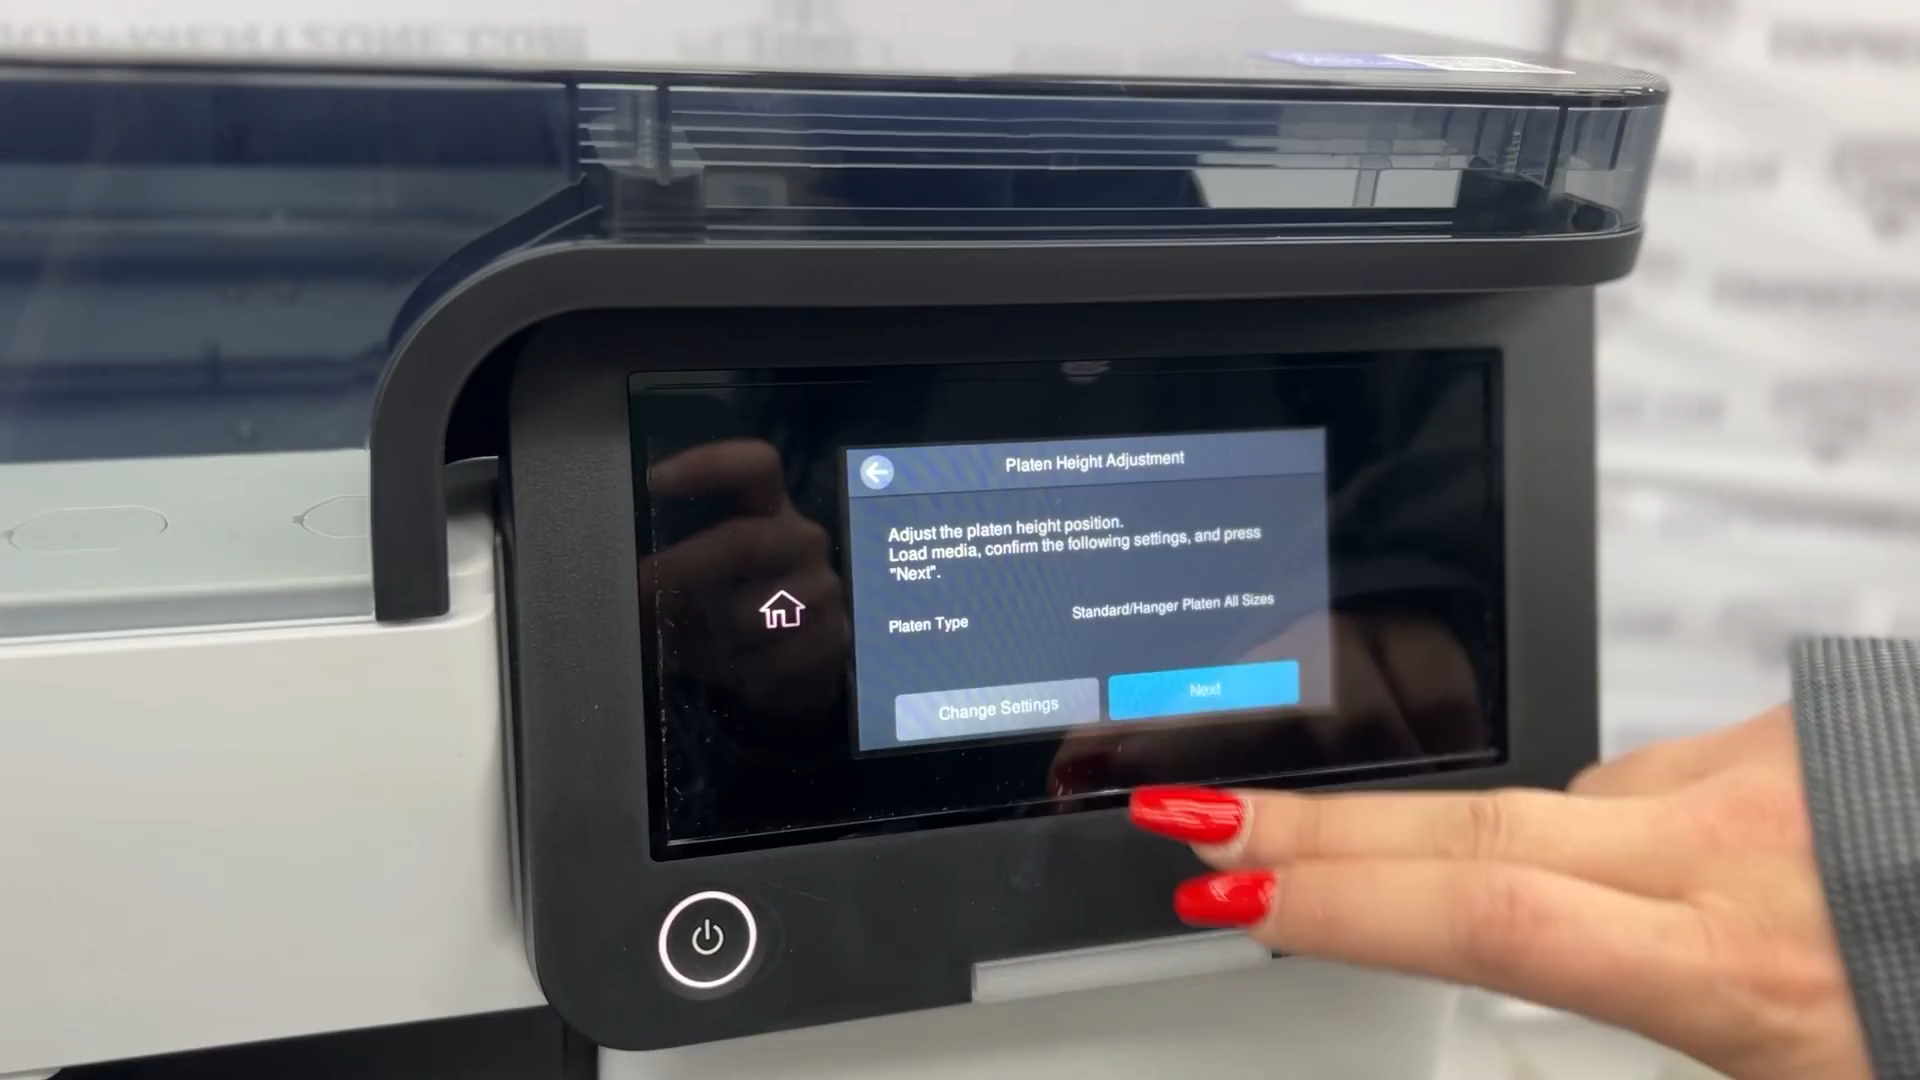 Platen Height Adjustment
Adjust the platen height position.
Load media, confirm the following settings, and press
"Next".
Platen Type
Standard/Hanger Platen All Sizes
Change Settings
Next